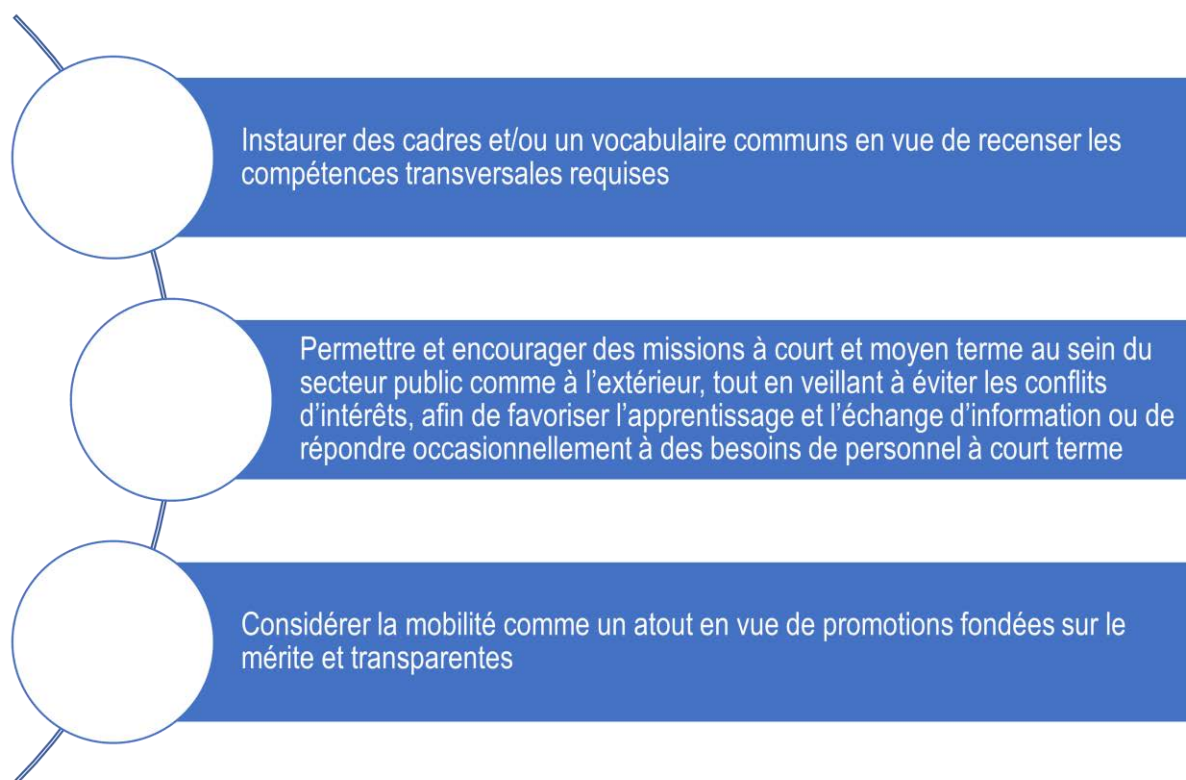 Instaurer des cadres et/ou un vocabulaire communs en vue de recenser les
compétences transversales requises
Permettre et encourager des missions à court et moyen terme au sein du
secteur public comme à l’extérieur, tout en veillant à éviter les conflits
d’intérêts, afin de favoriser l’apprentissage et l’échange d’information ou de
répondre occasionnellement à des besoins de personnel à court terme
Considérer la mobilité comme un atout en vue de promotions fondées sur le
mérite et transparentes